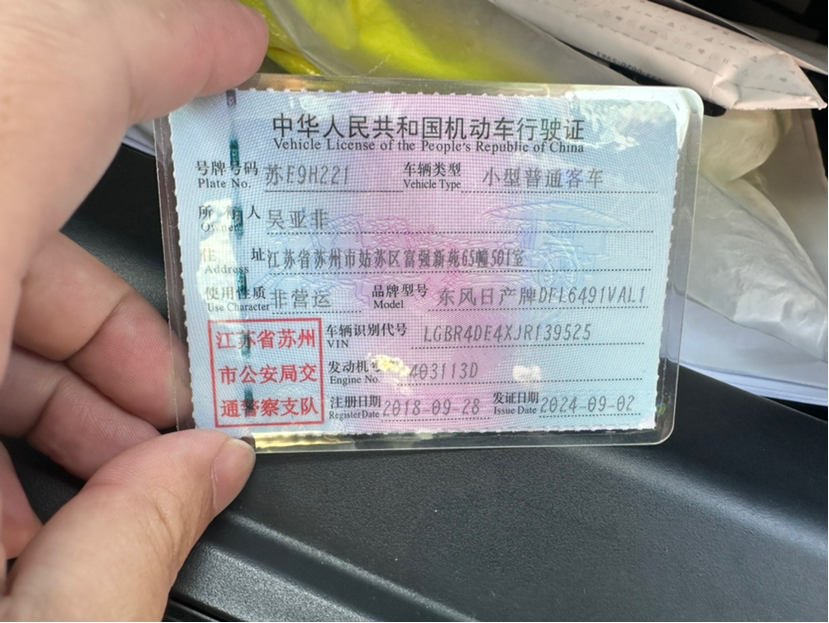 中华人民共和国机动车行驶证
Vehicle License of the People's Republic of China
号牌号码 Plate No. 苏E9H221 车辆类型 Vehicle Type 小型普通客车
所有人 Owner 吴亚非
住址 Address 江苏省苏州市姑苏区富强新苑65幢501室
使用性质 Use Character 非营运 品牌型号 Model 东风日产牌DFL6491VAL1
江苏省苏州
市公安局交
通警察支队
车辆识别代号 VIN LGBR4DE4XJR139525
发动机 Engine No. 403113D
注册日期 Register Date 2018-09-28 发证日期 Issue Date 2024-09-02